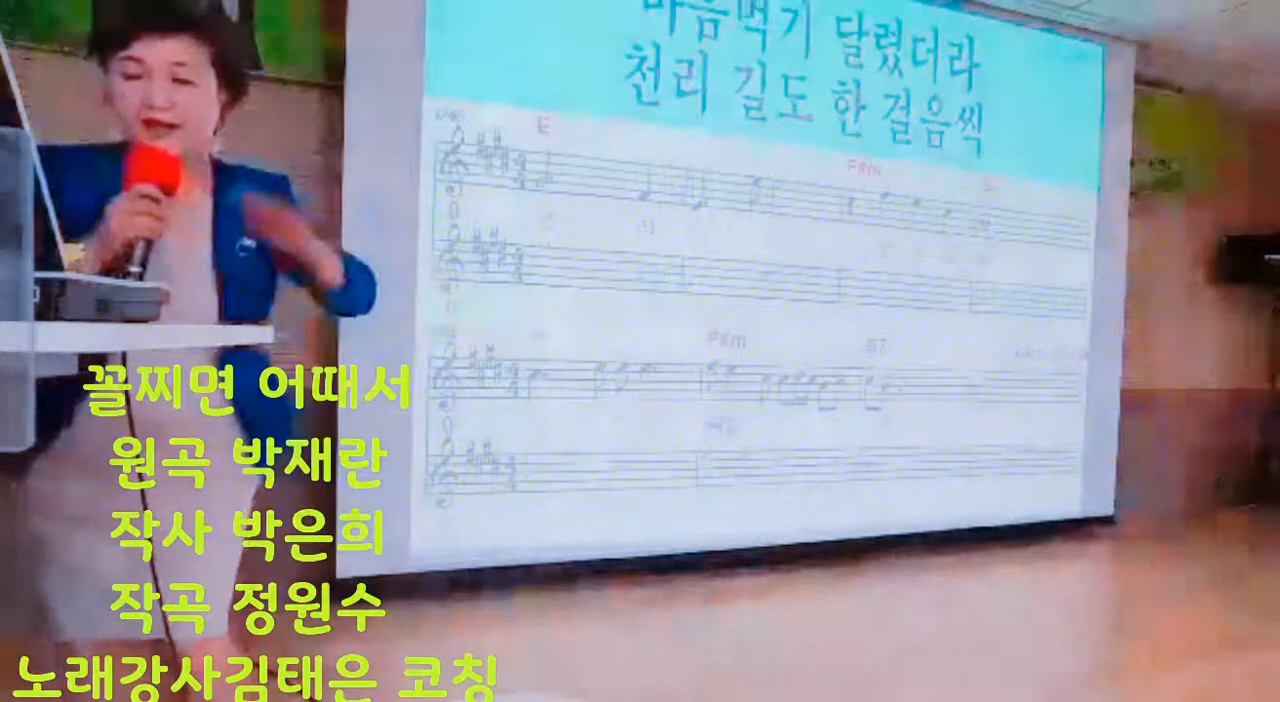 마음먹기 달렸더라
천리 길도 한 걸음씩
E
F#m
F#m
B7
꼴찌면 어때서
원곡 박재란
작사 박은희
작곡 정원수
노래강사김태은 코칭